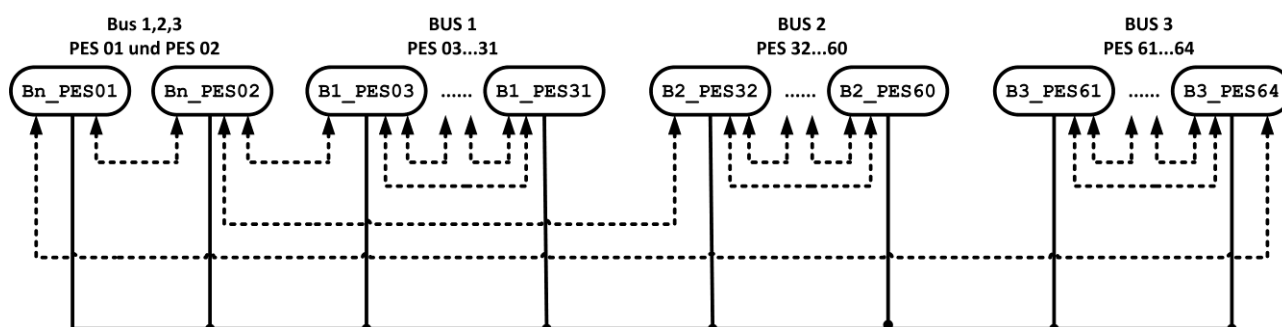 Bus 1,2,3
PES 01 und PES 02
BUS 1
PES 03...31
BUS 2
PES 32...60
BUS 3
PES 61...64
Bn_PES01
Bn_PES02
B1_PES03
......
B1_PES31
B2_PES32
......
B2_PES60
B3_PES61
......
B3_PES64